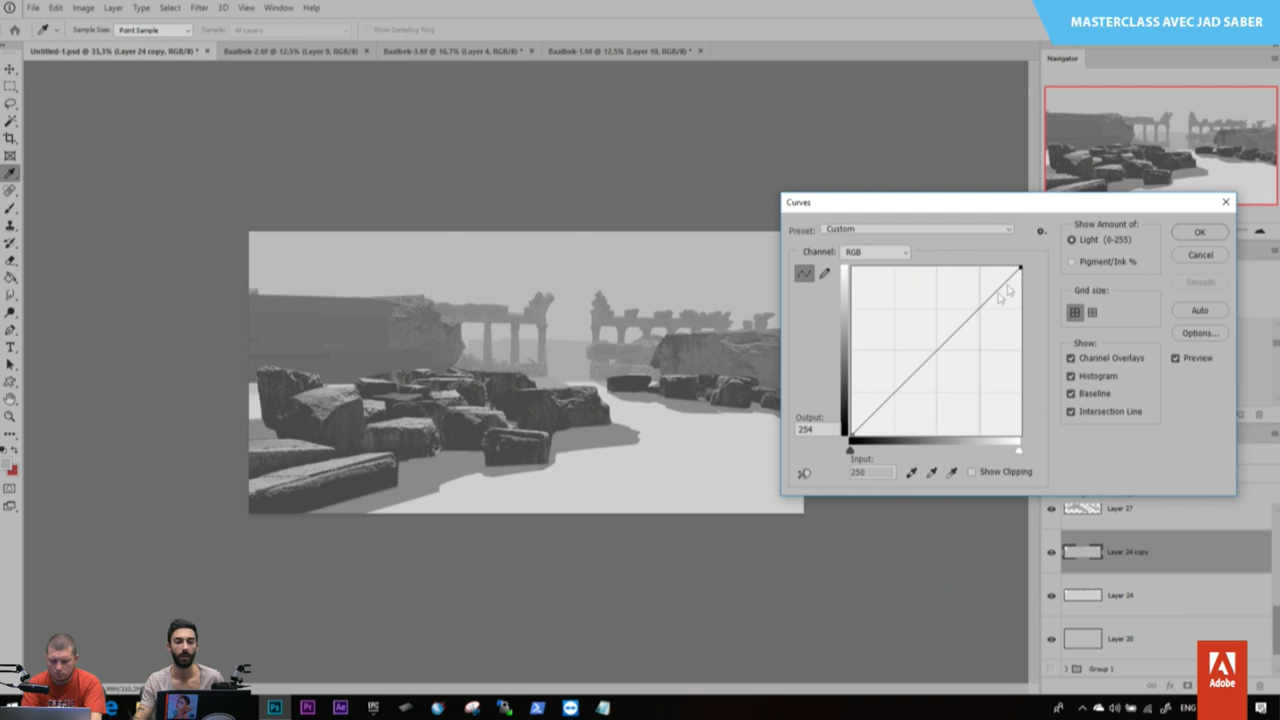 MASTERCLASS AVEC JAD SABER
File Edit Image Layer Type Select Filter 3D View Window Help
Sample Size: Point Sample Sample: All Layers Show Sampling Ring
Untitled-1.psd @ 33,3% (Layer 24 copy, RGB/8) * × Baalbek-2.tif @ 12,5% (Layer 9, RGB/8) * × Baalbek-3.tif @ 16,7% (Layer 4, RGB/8) * × Baalbek-1.tif @ 12,5% (Layer 10, RGB/8) * ×
Navigator
Curves
Preset: Custom
Channel: RGB
Show Amount of:
Light (0-255)
Pigment/Ink %
Grid size:
Show:
Channel Overlays
Histogram
Baseline
Intersection Line
OK
Cancel
Smooth
Auto
Options...
Preview
Output:
254
Input:
250
Show Clipping
Layer 27
Layer 24 copy
Layer 24
Layer 20
Group 1
fx
Ps Pr Ae
ENG
Adobe